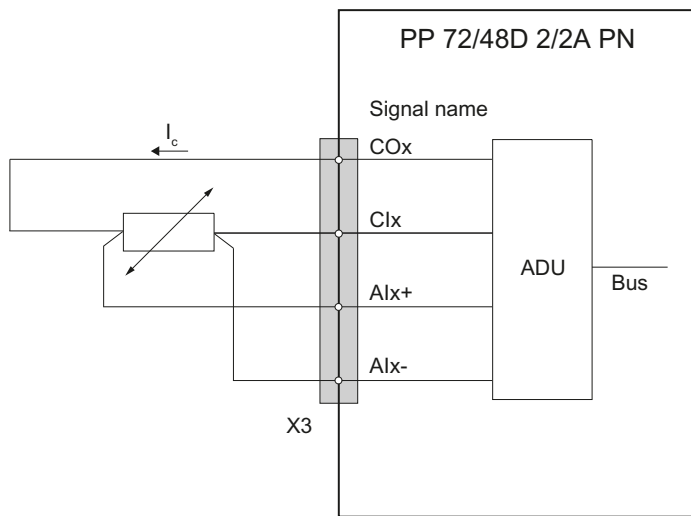 PP 72/48D 2/2A PN
Signal name
Ic
COx
CIx
ADU
Bus
AIx+
AIx-
X3